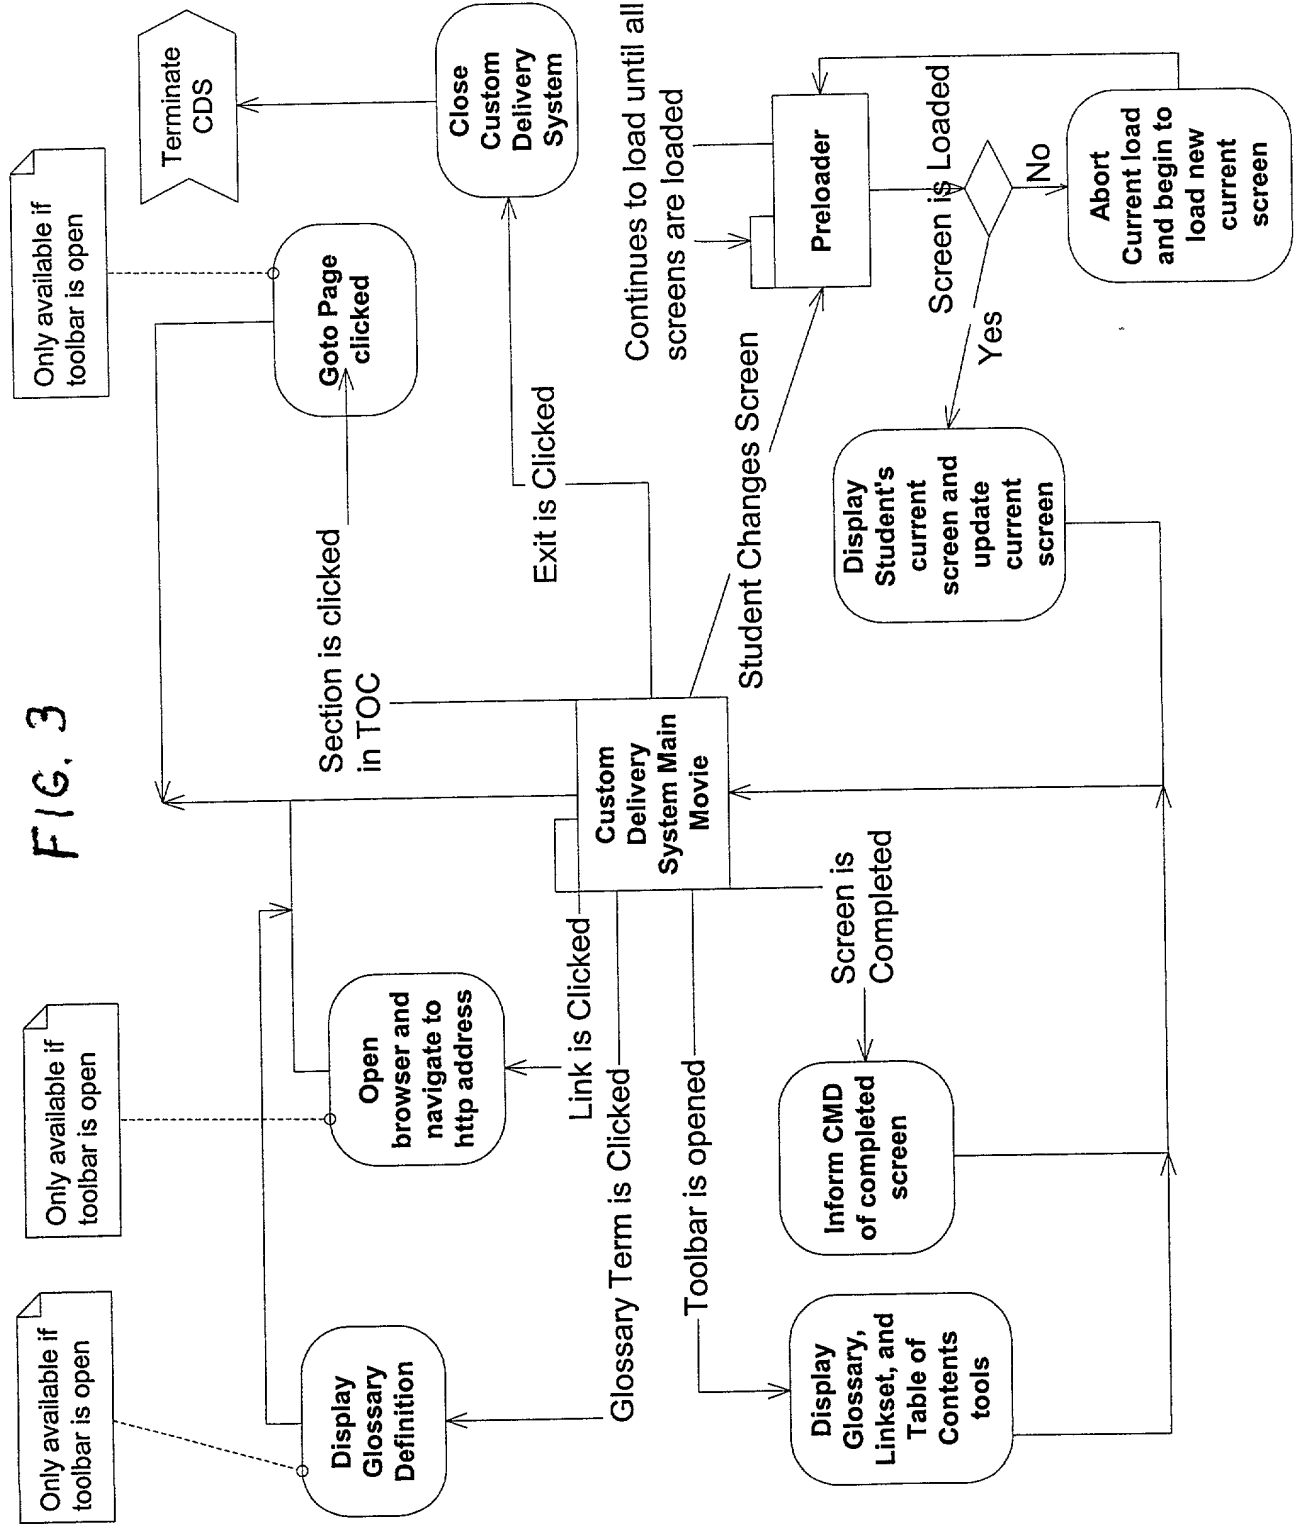 FIG. 3
Only available if
toolbar is open
Only available if
toolbar is open
Only available if
toolbar is open
Terminate
CDS
Display
Glossary
Definition
Open
browser and
navigate to
http address
Section is clicked
in TOC
Goto Page
clicked
Close
Custom
Delivery
System
Exit is Clicked
Link is Clicked
Glossary Term is Clicked
Toolbar is opened
Custom
Delivery
System Main
Movie
Student Changes Screen
Continues to load until all
screens are loaded
Preloader
Screen is Loaded
Yes
No
Screen is
Completed
Display
Glossary,
Linkset, and
Table of
Contents
tools
Inform CMD
of completed
screen
Display
Student's
current
screen and
update
current
screen
Abort
Current load
and begin to
load new
current
screen